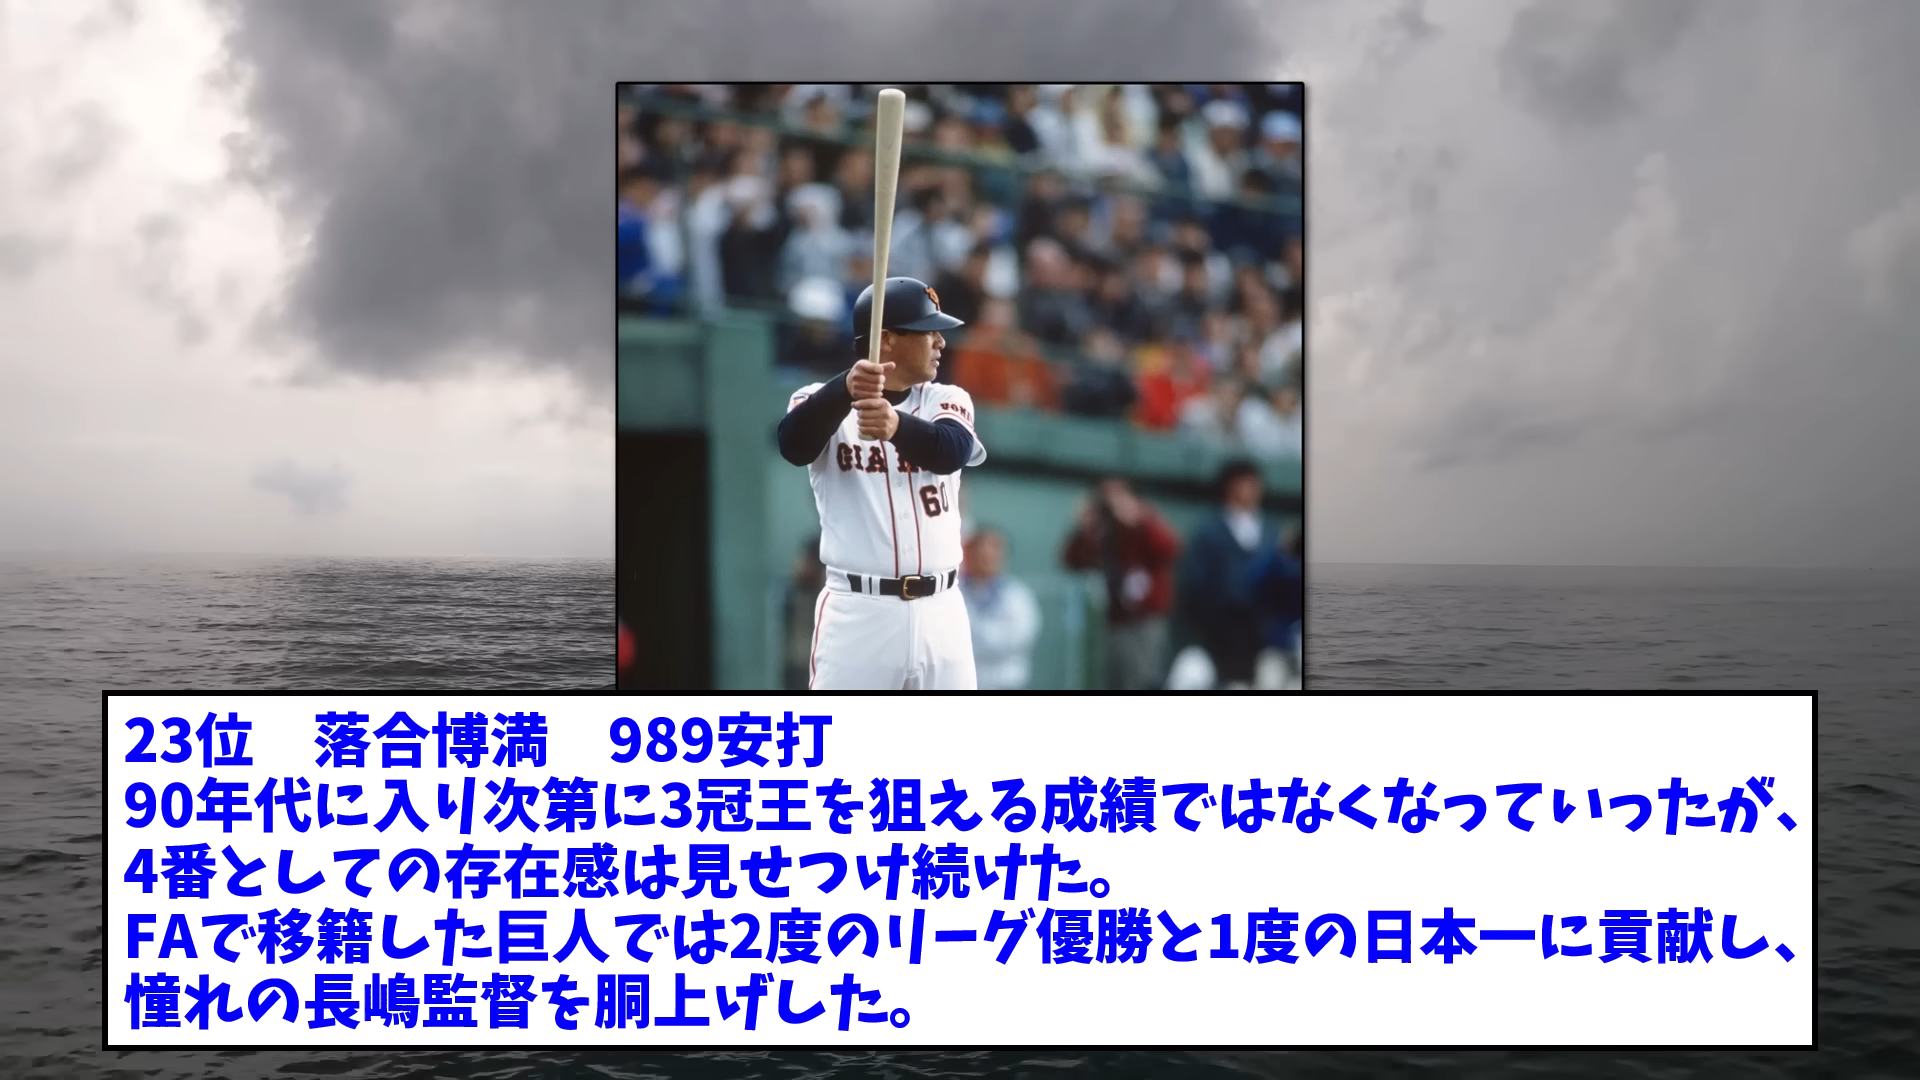 GIA
60
23位　落合博満　989安打
90年代に入り次第に3冠王を狙える成績ではなくなっていったが、
4番としての存在感は見せつけ続けた。
FAで移籍した巨人では2度のリーグ優勝と1度の日本一に貢献し、
憧れの長嶋監督を胴上げした。